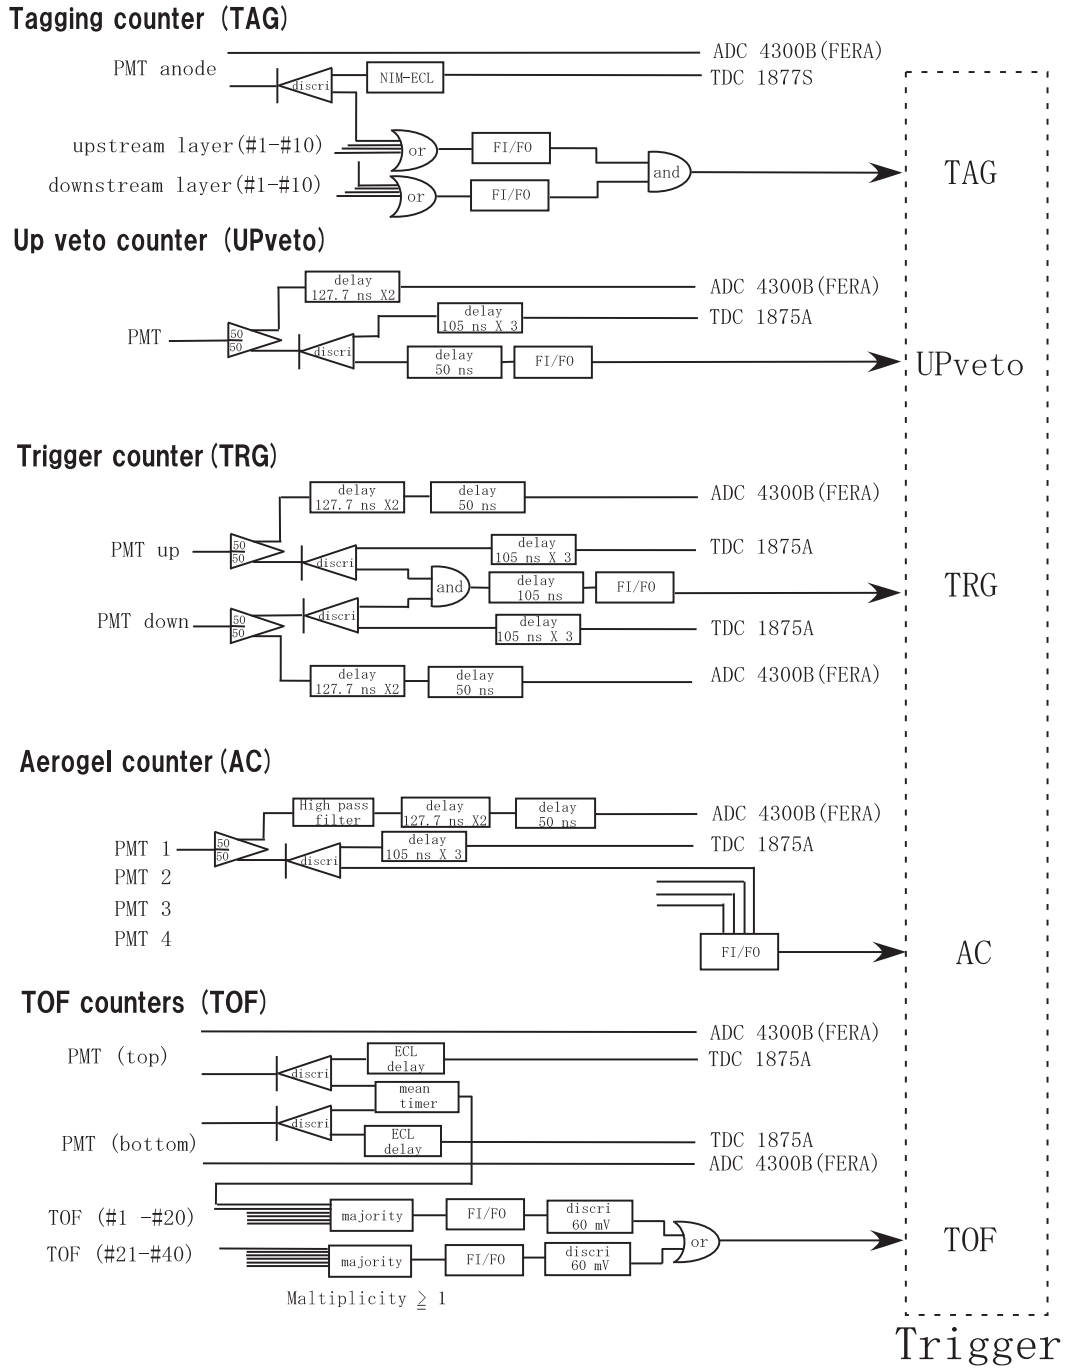 Tagging counter (TAG)
ADC 4300B(FERA)
PMT anode
discri
NIM-ECL
TDC 1877S
upstream layer(#1-#10)
or
FI/FO
and
TAG
downstream layer(#1-#10)
or
FI/FO
Up veto counter (UPveto)
delay
127.7 ns X2
ADC 4300B(FERA)
PMT
50
50
discri
delay
105 ns X 3
TDC 1875A
delay
50 ns
FI/FO
UPveto
Trigger counter(TRG)
delay
127.7 ns X2
delay
50 ns
ADC 4300B(FERA)
PMT up
50
50
discri
delay
105 ns X 3
TDC 1875A
and
delay
105 ns
FI/FO
TRG
PMT down
50
50
discri
delay
105 ns X 3
TDC 1875A
delay
127.7 ns X2
delay
50 ns
ADC 4300B(FERA)
Aerogel counter(AC)
High pass
filter
delay
127.7 ns X2
delay
50 ns
ADC 4300B(FERA)
PMT 1
50
50
discri
delay
105 ns X 3
TDC 1875A
PMT 2
PMT 3
PMT 4
FI/FO
AC
TOF counters (TOF)
ADC 4300B(FERA)
PMT (top)
discri
ECL
delay
TDC 1875A
mean
timer
discri
PMT (bottom)
ECL
delay
TDC 1875A
ADC 4300B(FERA)
TOF (#1 -#20)
majority
FI/FO
discri
60 mV
or
TOF
TOF (#21-#40)
majority
FI/FO
discri
60 mV
Maltiplicity ≥ 1
Trigger